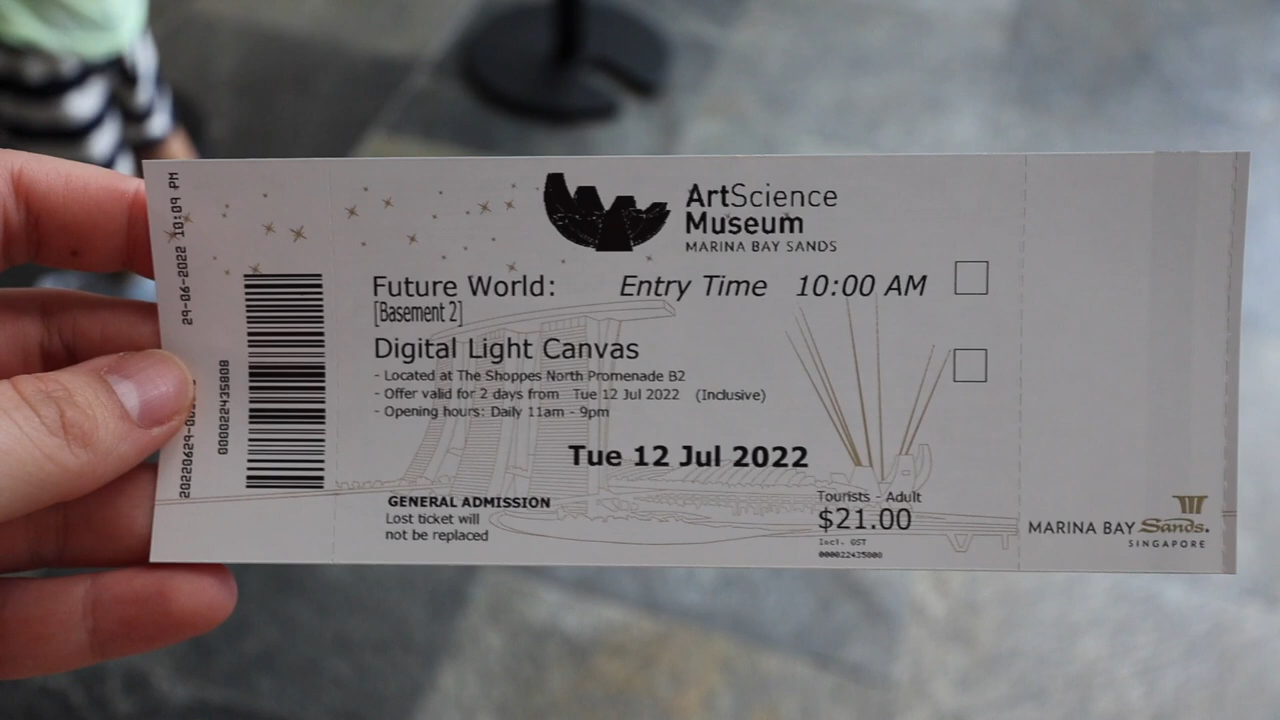 29-06-2022 10:09 PM
000022435808
ArtScience
Museum
MARINA BAY SANDS
Future World: Entry Time 10:00 AM
[Basement 2]
Digital Light Canvas
- Located at The Shoppes North Promenade B2
- Offer valid for 2 days from Tue 12 Jul 2022 (Inclusive)
- Opening hours: Daily 11am - 9pm
Tue 12 Jul 2022
GENERAL ADMISSION
Lost ticket will
not be replaced
Tourists - Adult
$21.00
Incl. GST
000022435808
MARINA BAY Sands.
SINGAPORE